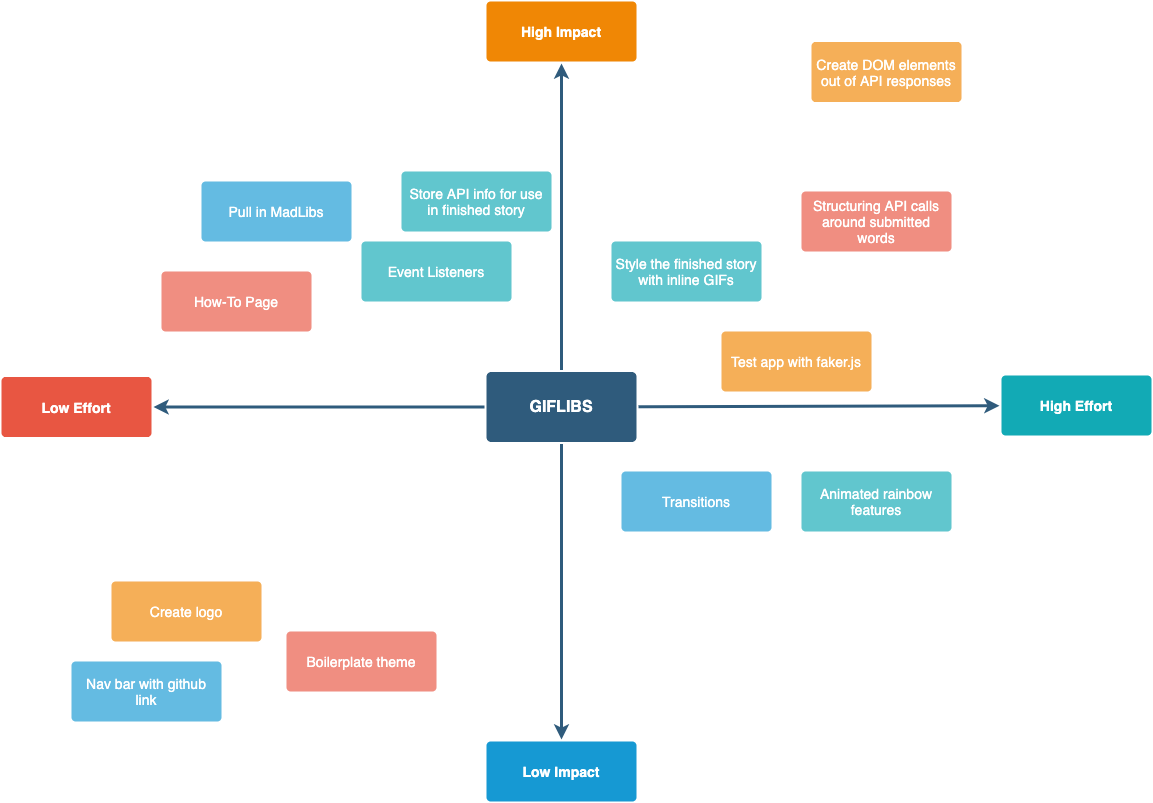 High Impact
Create DOM elements
out of API responses
Store API info for use
in finished story
Pull in MadLibs
Structuring API calls
around submitted
words
Event Listeners
Style the finished story
with inline GIFs
How-To Page
Test app with faker.js
Low Effort
GIFLIBS
High Effort
Transitions
Animated rainbow
features
Create logo
Boilerplate theme
Nav bar with github
link
Low Impact